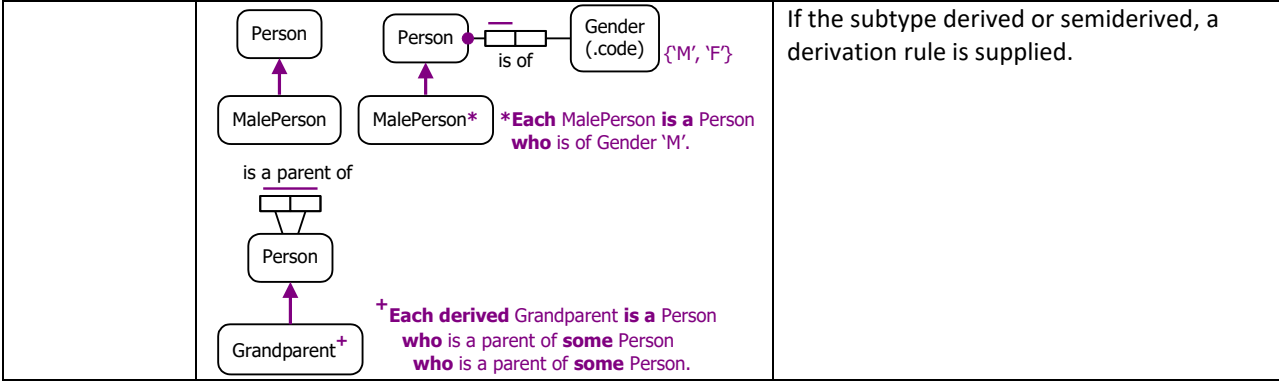 Person
MalePerson
Person
is of
Gender
(.code)
{‘M’, ‘F’}
MalePerson*
*Each MalePerson is a Person
who is of Gender ‘M’.
is a parent of
Person
Grandparent+
+Each derived Grandparent is a Person
who is a parent of some Person
who is a parent of some Person.
If the subtype derived or semiderived, a
derivation rule is supplied.